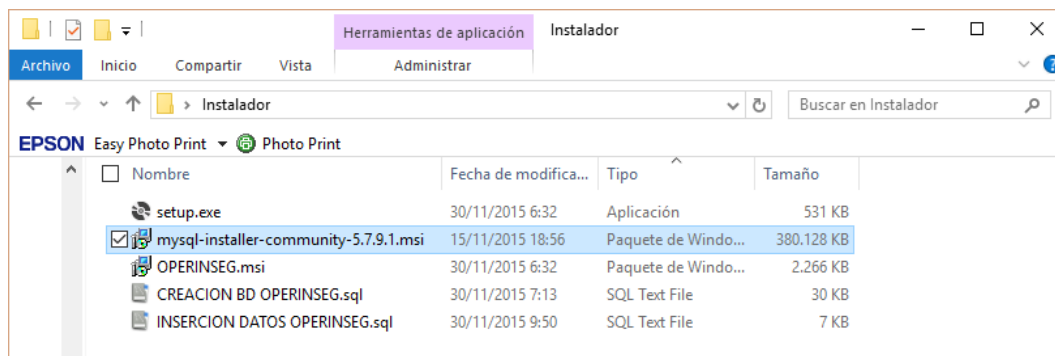 Herramientas de aplicación Instalador
Archivo Inicio Compartir Vista Administrar
Instalador Buscar en Instalador
EPSON Easy Photo Print Photo Print
Nombre Fecha de modifica... Tipo Tamaño
setup.exe 30/11/2015 6:32 Aplicación 531 KB
mysql-installer-community-5.7.9.1.msi 15/11/2015 18:56 Paquete de Windo... 380.128 KB
OPERINSEG.msi 30/11/2015 6:32 Paquete de Windo... 2.266 KB
CREACION BD OPERINSEG.sql 30/11/2015 7:13 SQL Text File 30 KB
INSERCION DATOS OPERINSEG.sql 30/11/2015 9:50 SQL Text File 7 KB